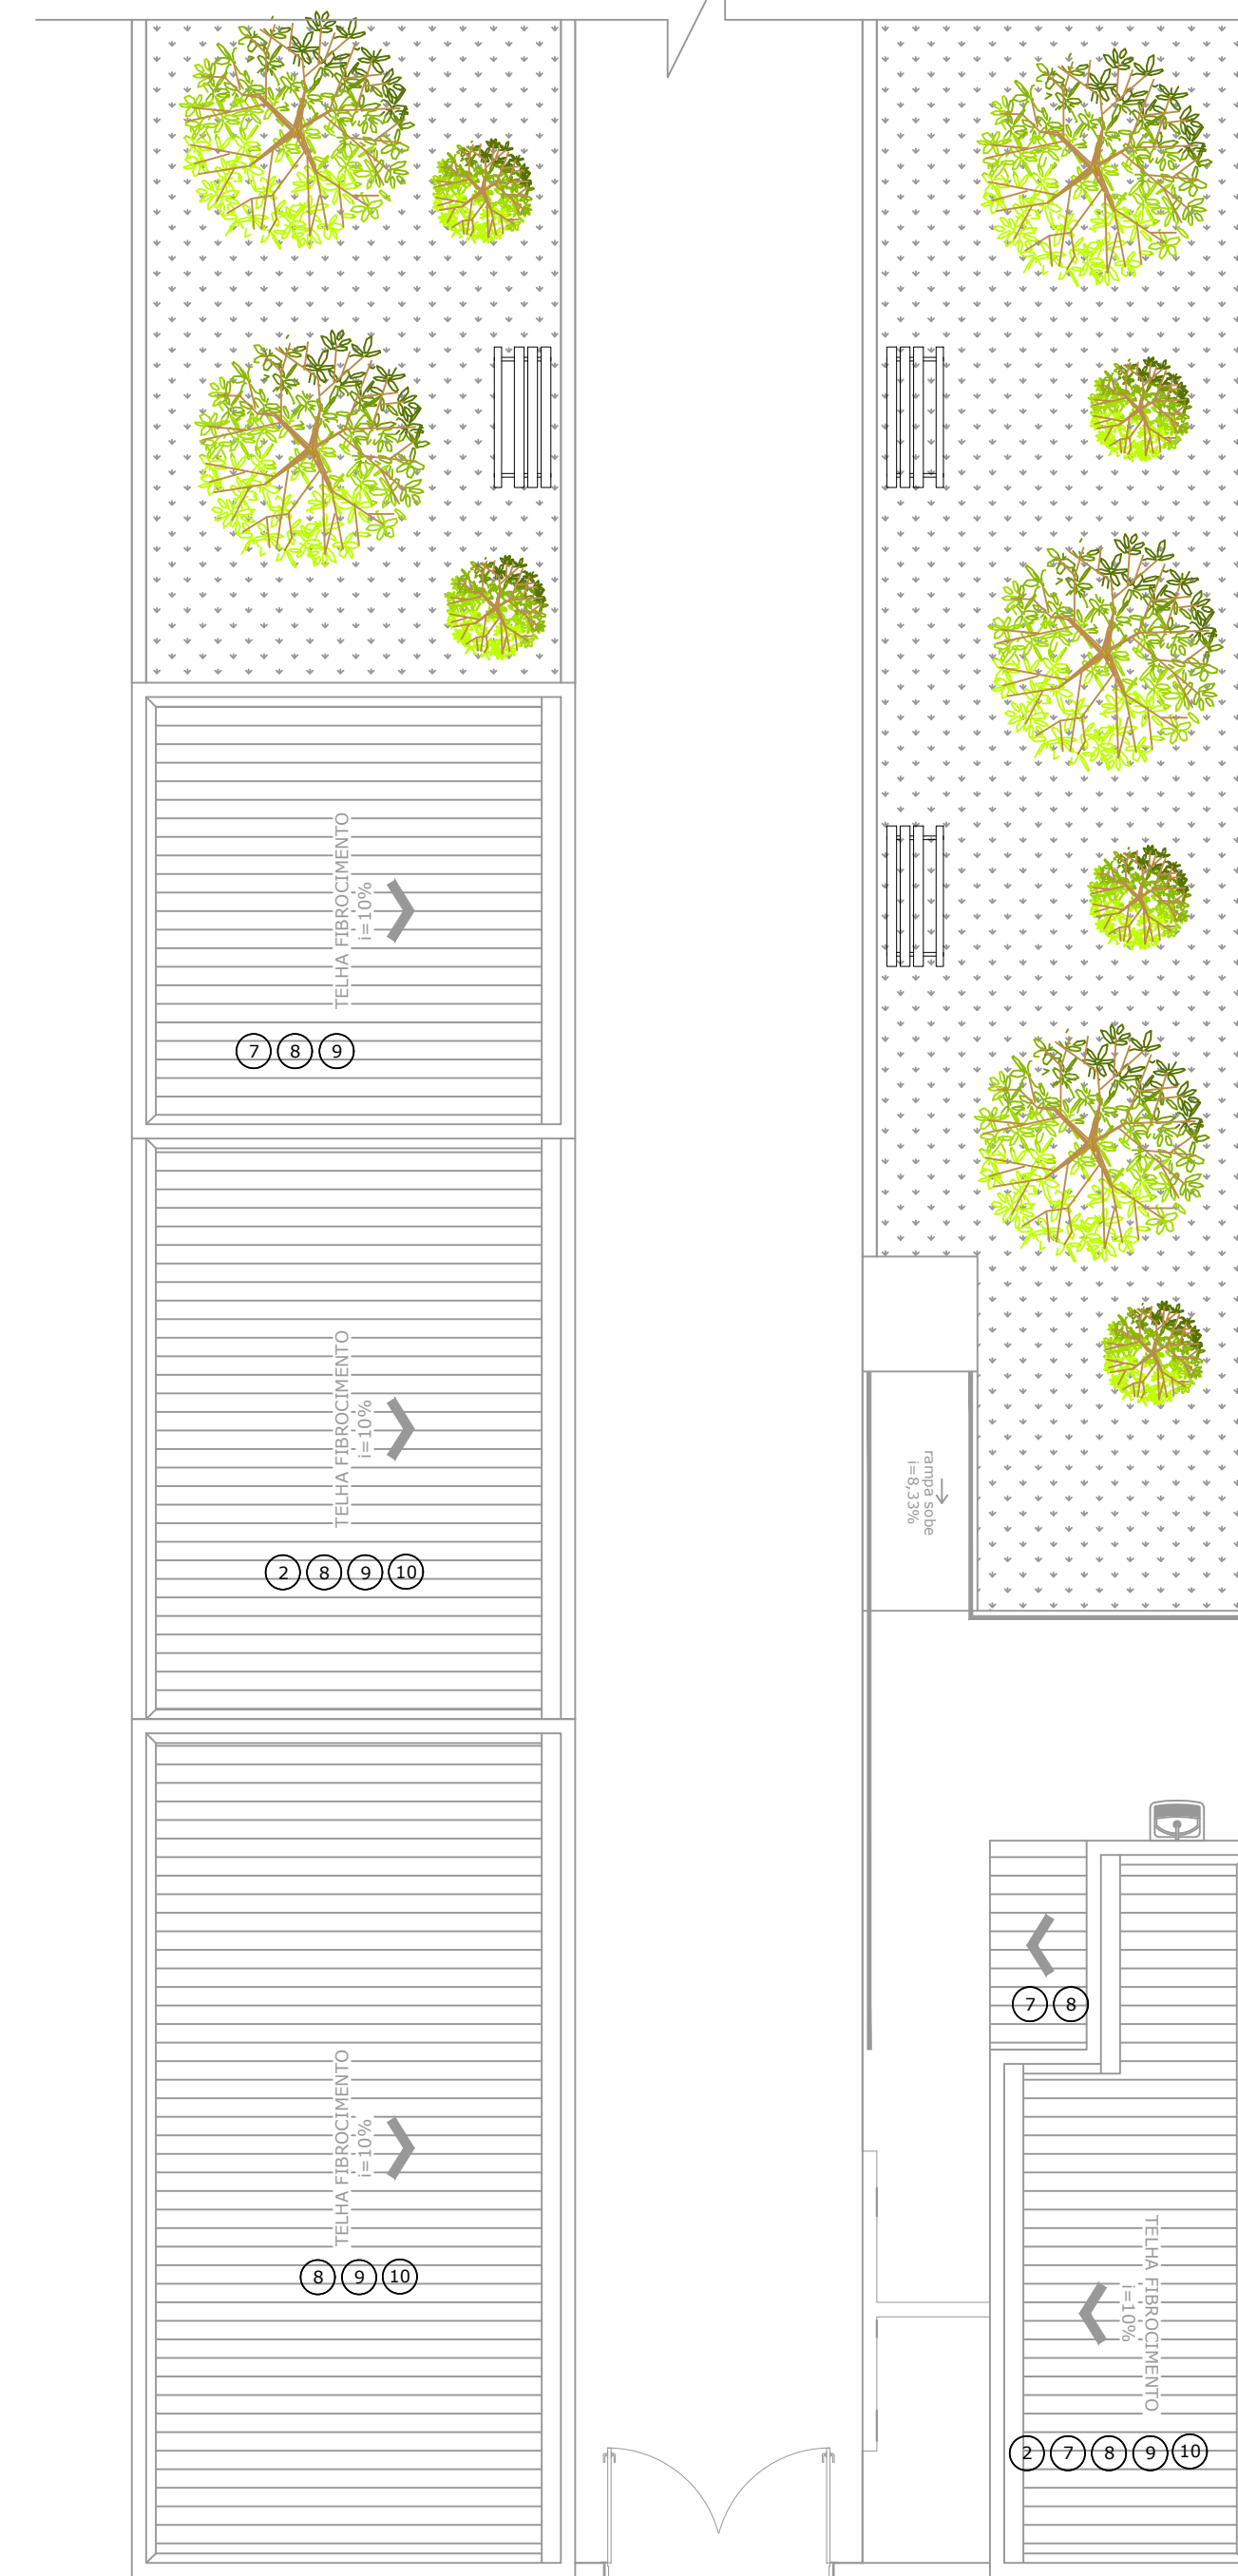 TELHA FIBROCIMENTO
i=10%
7 8 9
TELHA FIBROCIMENTO
i=10%
2 8 9 10
rampa sobe
i=8,33%
7 8
TELHA FIBROCIMENTO
i=10%
8 9 10
TELHA FIBROCIMENTO
i=10%
2 7 8 9 10